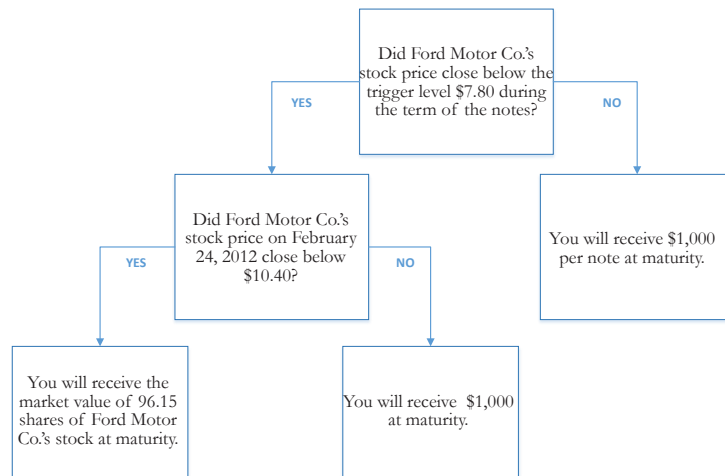 Did Ford Motor Co.'s
stock price close below the
trigger level $7.80 during
the term of the notes?
YES
NO
Did Ford Motor Co.'s
stock price on February
24, 2012 close below
$10.40?
You will receive $1,000
per note at maturity.
YES
NO
You will receive the
market value of 96.15
shares of Ford Motor
Co.'s stock at maturity.
You will receive $1,000
at maturity.